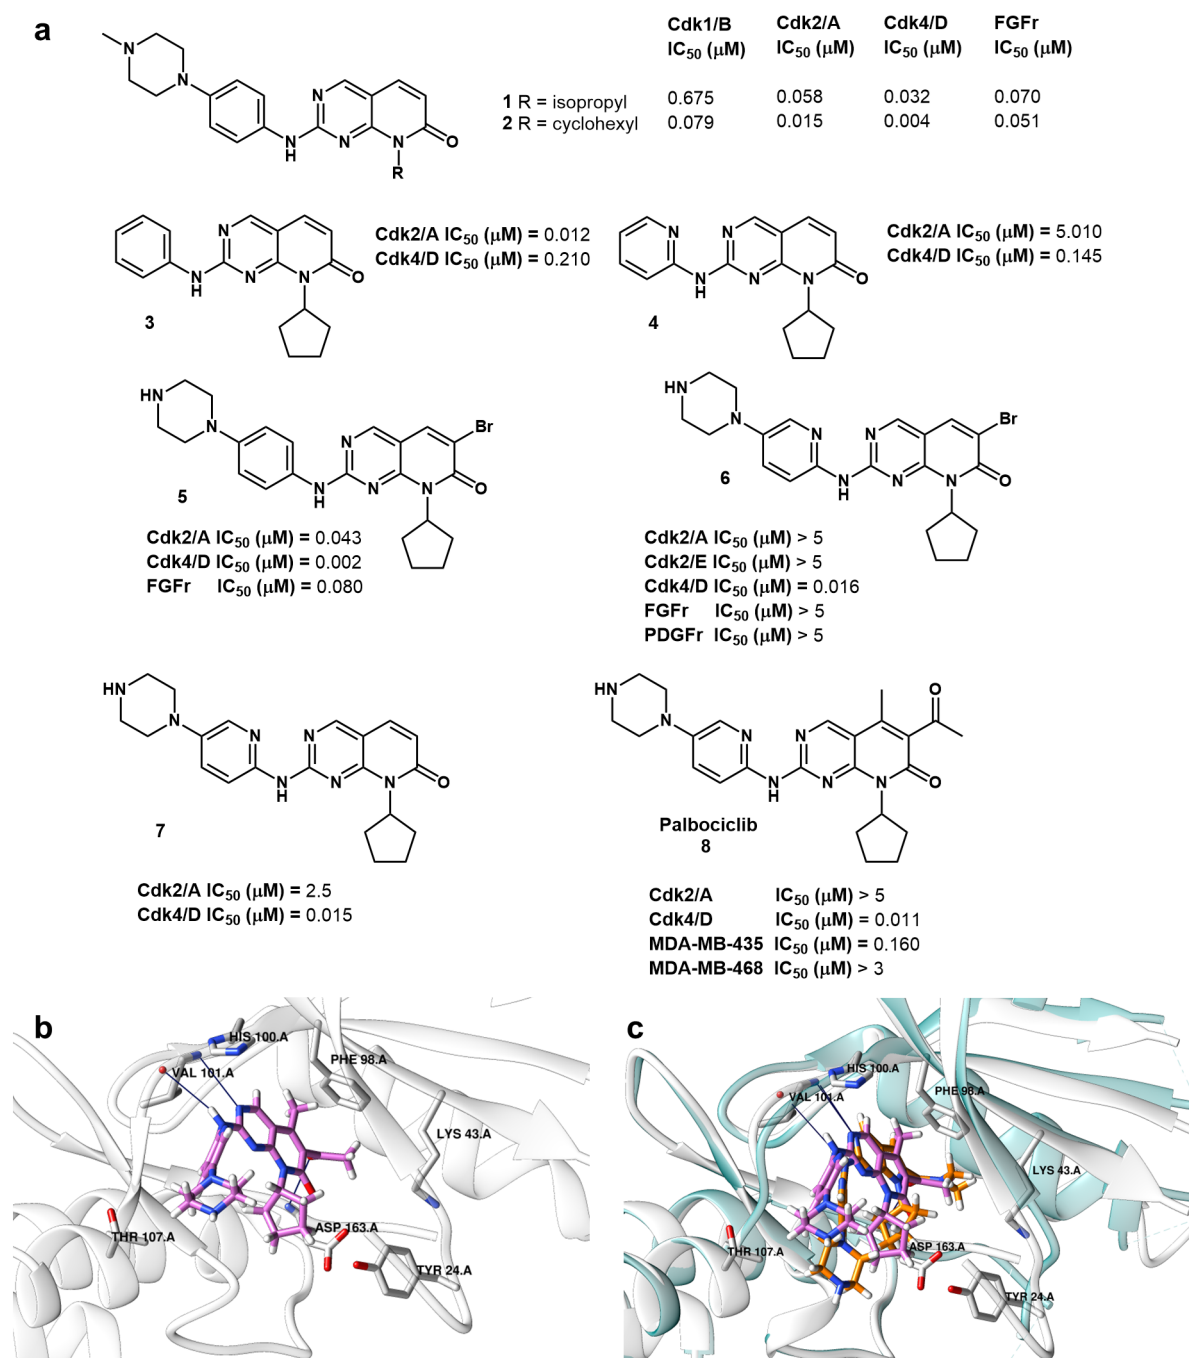 a
Cdk1/B Cdk2/A Cdk4/D FGFr
IC50 (μM) IC50 (μM) IC50 (μM) IC50 (μM)
1 R = isopropyl 0.675 0.058 0.032 0.070
2 R = cyclohexyl 0.079 0.015 0.004 0.051
N
N
N
N
H
N
N
O
R
N
N
N
H
N
O
3
Cdk2/A IC50 (μM) = 0.012
Cdk4/D IC50 (μM) = 0.210
N
N
N
H
N
N
O
4
Cdk2/A IC50 (μM) = 5.010
Cdk4/D IC50 (μM) = 0.145
HN
N
N
Br
N
H
N
N
O
5
Cdk2/A IC50 (μM) = 0.043
Cdk4/D IC50 (μM) = 0.002
FGFr IC50 (μM) = 0.080
HN
N
N
N
Br
N
H
N
N
O
6
Cdk2/A IC50 (μM) > 5
Cdk2/E IC50 (μM) > 5
Cdk4/D IC50 (μM) = 0.016
FGFr IC50 (μM) > 5
PDGFr IC50 (μM) > 5
HN
N
N
N
N
H
N
N
O
7
Cdk2/A IC50 (μM) = 2.5
Cdk4/D IC50 (μM) = 0.015
HN
N
N
N
O
N
H
N
N
O
Palbociclib
8
Cdk2/A IC50 (μM) > 5
Cdk4/D IC50 (μM) = 0.011
MDA-MB-435 IC50 (μM) = 0.160
MDA-MB-468 IC50 (μM) > 3
b
HIS 100.A
PHE 98.A
VAL 101.A
LYS 43.A
THR 107.A
ASP 163.A
TYR 24.A
c
HIS 100.A
PHE 98.A
VAL 101.A
LYS 43.A
THR 107.A
ASP 163.A
TYR 24.A